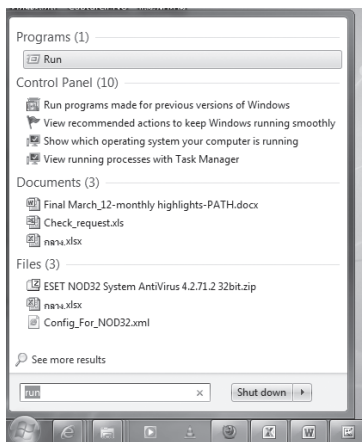 Programs (1)
Run
Control Panel (10)
Run programs made for previous versions of Windows
View recommended actions to keep Windows running smoothly
Show which operating system your computer is running
View running processes with Task Manager
Documents (3)
Final March_12-monthly highlights-PATH.docx
Check_request.xls
กลาง.xlsx
Files (3)
ESET NOD32 System AntiVirus 4.2.71.2 32bit.zip
กลาง.xlsx
Config_For_NOD32.xml
See more results
run
Shut down